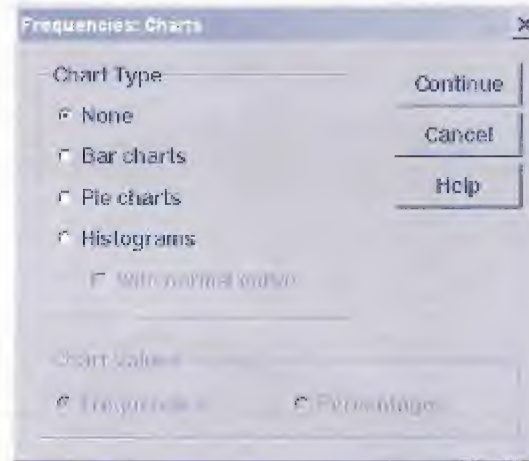 Frequencies: Charts
Chart Type
None
Bar charts
Pie charts
Histograms
With normal curve
Chart Values
Frequencies
Percentages
Continue
Cancel
Help